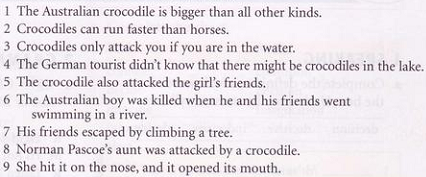 1 The Australian crocodile is bigger than all other kinds.
2 Crocodiles can run faster than horses.
3 Crocodiles only attack you if you are in the water.
4 The German tourist didn't know that there might be crocodiles in the lake.
5 The crocodile also attacked the girl's friends.
6 The Australian boy was killed when he and his friends went
swimming in a river.
7 His friends escaped by climbing a tree.
8 Norman Pascoe's aunt was attacked by a crocodile.
9 She hit it on the nose, and it opened its mouth.